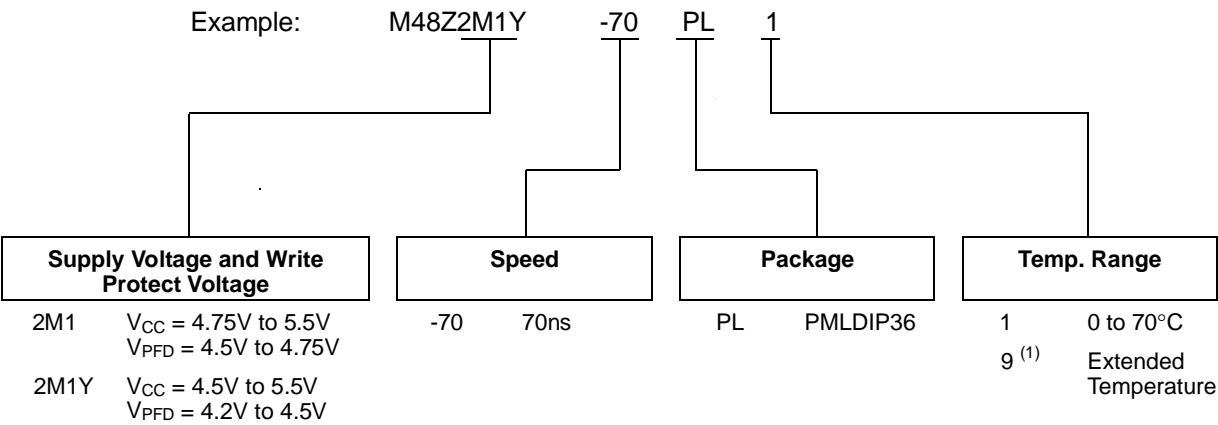 Example: M48Z2M1Y -70 PL 1
Supply Voltage and Write
Protect Voltage
2M1 VCC = 4.75V to 5.5V
VPFD = 4.5V to 4.75V
2M1Y VCC = 4.5V to 5.5V
VPFD = 4.2V to 4.5V
Speed
-70 70ns
Package
PL PMLDIP36
Temp. Range
1 0 to 70°C
9 (1) Extended
Temperature